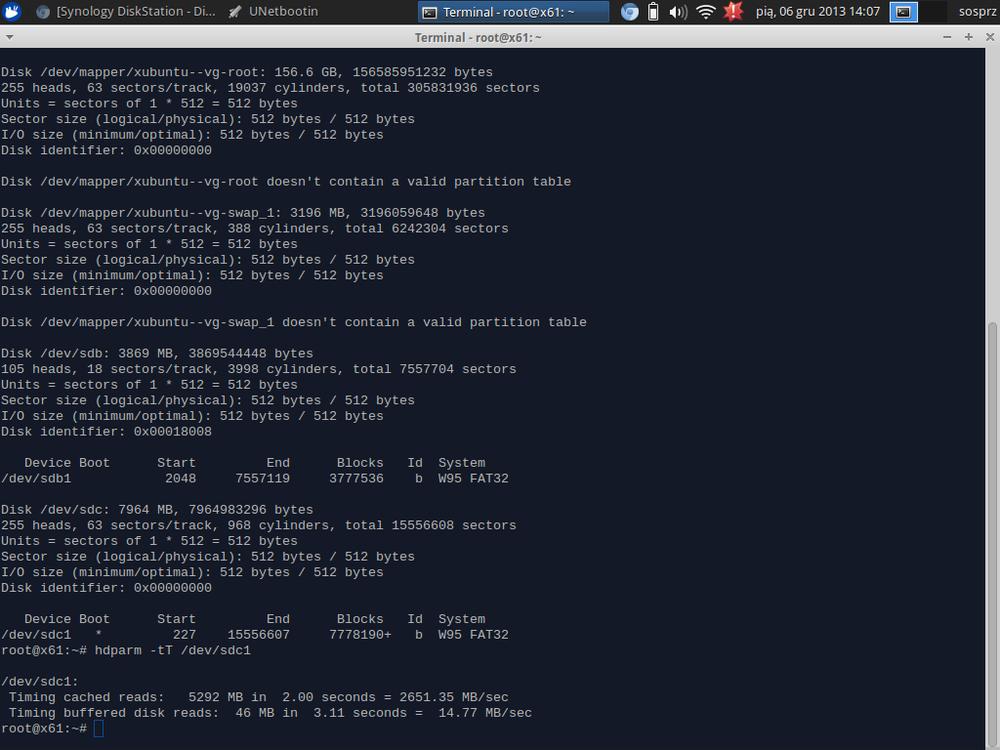 [Synology DiskStation - Di... UNetbootin Terminal - root@x61: ~ pią, 06 gru 2013 14:07 sosprz
Terminal - root@x61: ~
Disk /dev/mapper/xubuntu--vg-root: 156.6 GB, 156585951232 bytes
255 heads, 63 sectors/track, 19037 cylinders, total 305831936 sectors
Units = sectors of 1 * 512 = 512 bytes
Sector size (logical/physical): 512 bytes / 512 bytes
I/O size (minimum/optimal): 512 bytes / 512 bytes
Disk identifier: 0x00000000
Disk /dev/mapper/xubuntu--vg-root doesn't contain a valid partition table
Disk /dev/mapper/xubuntu--vg-swap_1: 3196 MB, 3196059648 bytes
255 heads, 63 sectors/track, 388 cylinders, total 6242304 sectors
Units = sectors of 1 * 512 = 512 bytes
Sector size (logical/physical): 512 bytes / 512 bytes
I/O size (minimum/optimal): 512 bytes / 512 bytes
Disk identifier: 0x00000000
Disk /dev/mapper/xubuntu--vg-swap_1 doesn't contain a valid partition table
Disk /dev/sdb: 3869 MB, 3869544448 bytes
105 heads, 18 sectors/track, 3998 cylinders, total 7557704 sectors
Units = sectors of 1 * 512 = 512 bytes
Sector size (logical/physical): 512 bytes / 512 bytes
I/O size (minimum/optimal): 512 bytes / 512 bytes
Disk identifier: 0x00018008
Device Boot Start End Blocks Id System
/dev/sdb1 2048 7557119 3777536 b W95 FAT32
Disk /dev/sdc: 7964 MB, 7964983296 bytes
255 heads, 63 sectors/track, 968 cylinders, total 15556608 sectors
Units = sectors of 1 * 512 = 512 bytes
Sector size (logical/physical): 512 bytes / 512 bytes
I/O size (minimum/optimal): 512 bytes / 512 bytes
Disk identifier: 0x00000000
Device Boot Start End Blocks Id System
/dev/sdc1 * 227 15556607 7778190+ b W95 FAT32
root@x61:~# hdparm -tT /dev/sdc1
/dev/sdc1:
Timing cached reads: 5292 MB in 2.00 seconds = 2651.35 MB/sec
Timing buffered disk reads: 46 MB in 3.11 seconds = 14.77 MB/sec
root@x61:~#